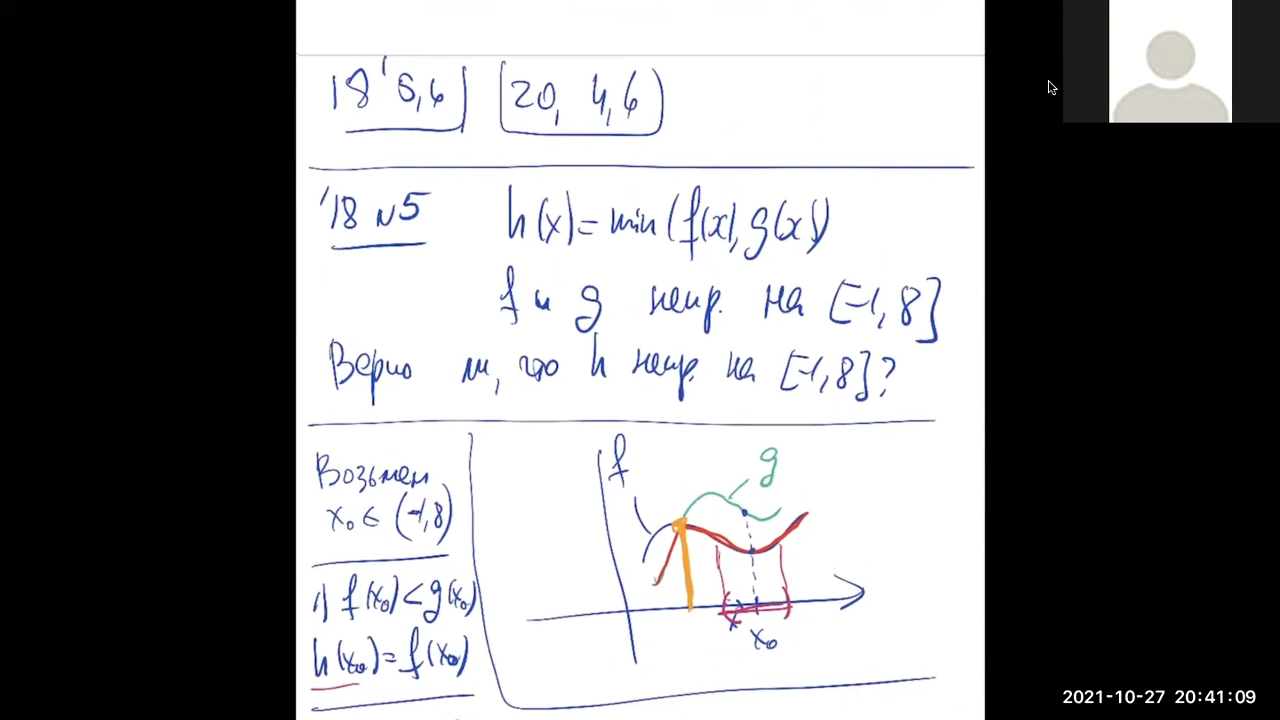 18' 5,6 20, 4,6
'18 №5 h(x)=min(f(x),g(x))
f и g непр. на [-1,8]
Верно ли, что h непр. на [-1,8]?
Возьмем
x₀ ∈ (-1,8)
1) f(x₀)<g(x₀)
h(x₀)=f(x₀)
f
g
x
x₀
2021-10-27 20:41:09